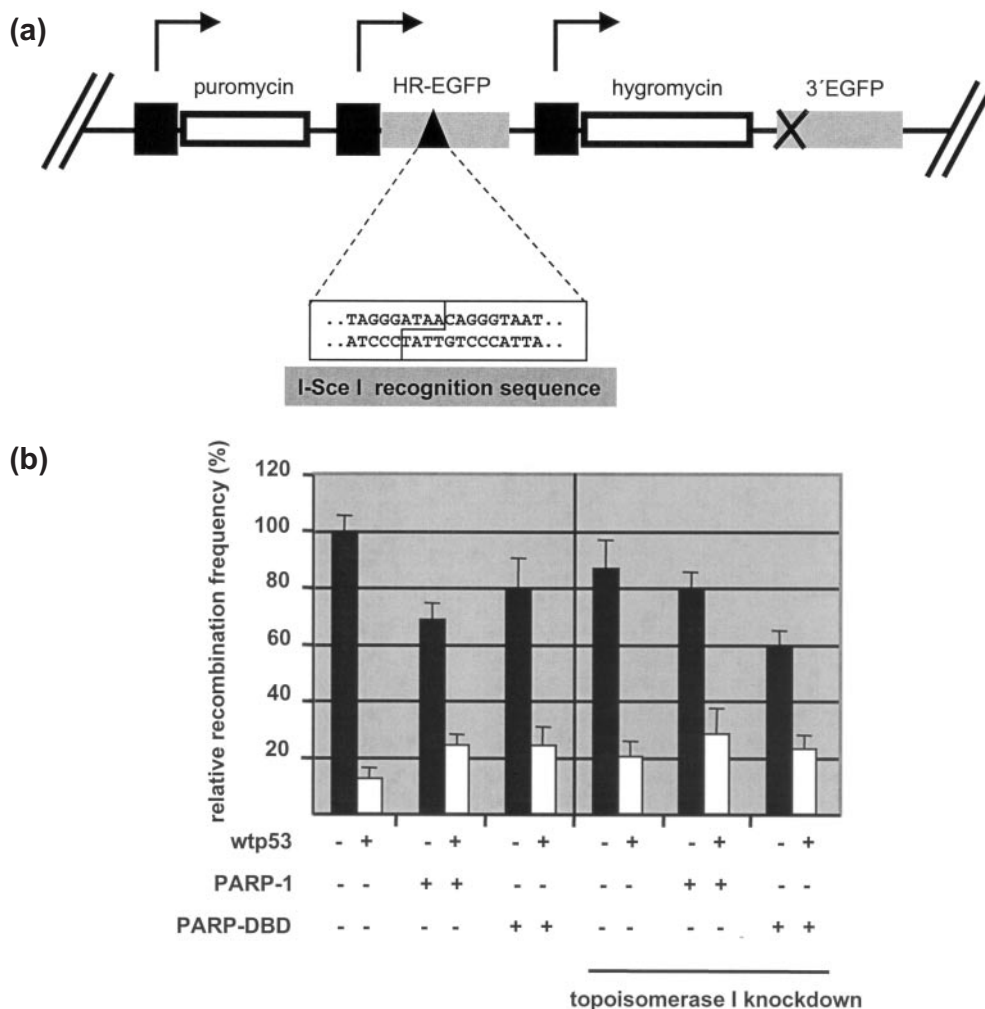 (a)
puromycin HR-EGFP hygromycin 3´EGFP
..TAGGGATAACAGGGTAAT..
..ATCCCTATTGTCCCATTA..
I-Sce I recognition sequence
(b)
relative recombination frequency (%)
120
100
80
60
40
20
wtp53 - + - + - + - + - + - +
PARP-1 - - + + - - - - + + - -
PARP-DBD - - - - + + - - - - + +
topoisomerase I knockdown